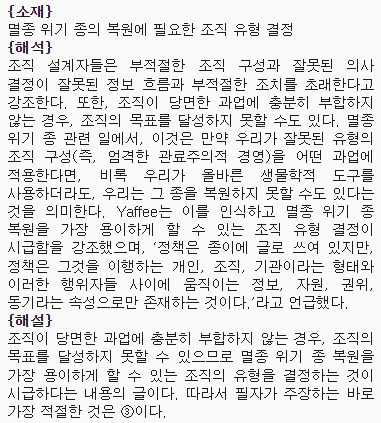 {소재}
멸종 위기 종의 복원에 필요한 조직 유형 결정
{해석}
조직 설계자들은 부적절한 조직 구성과 잘못된 의사
결정이 잘못된 정보 흐름과 부적절한 조치를 초래한다고
강조한다. 또한, 조직이 당면한 과업에 충분히 부합하지
않는 경우, 조직의 목표를 달성하지 못할 수도 있다. 멸종
위기 종 관련 일에서, 이것은 만약 우리가 잘못된 유형의
조직 구성(즉, 엄격한 관료주의적 경영)을 어떤 과업에
적용한다면, 비록 우리가 올바른 생물학적 도구를
사용하더라도, 우리는 그 종을 복원하지 못할 수도 있다는
것을 의미한다. Yaffee는 이를 인식하고 멸종 위기 종
복원을 가장 용이하게 할 수 있는 조직 유형 결정이
시급함을 강조했으며, ‘정책은 종이에 글로 쓰여 있지만,
정책은 그것을 이행하는 개인, 조직, 기관이라는 형태와
이러한 행위자들 사이에 움직이는 정보, 자원, 권위,
동기라는 속성으로만 존재하는 것이다.’라고 언급했다.
{해설}
조직이 당면한 과업에 충분히 부합하지 않는 경우, 조직의
목표를 달성하지 못할 수 있으므로 멸종 위기 종 복원을
가장 용이하게 할 수 있는 조직의 유형을 결정하는 것이
시급하다는 내용의 글이다. 따라서 필자가 주장하는 바로
가장 적절한 것은 ③이다.